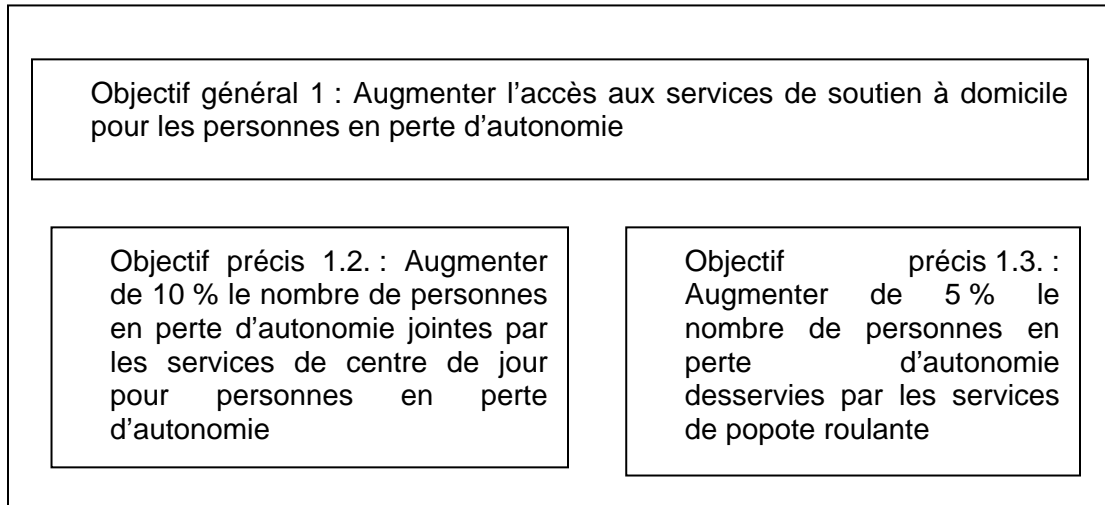 Objectif général 1 : Augmenter l’accès aux services de soutien à domicile
pour les personnes en perte d’autonomie
Objectif précis 1.2. : Augmenter
de 10 % le nombre de personnes
en perte d’autonomie jointes par
les services de centre de jour
pour personnes en perte
d’autonomie
Objectif précis 1.3. :
Augmenter de 5 % le
nombre de personnes en
perte d’autonomie
desservies par les services
de popote roulante